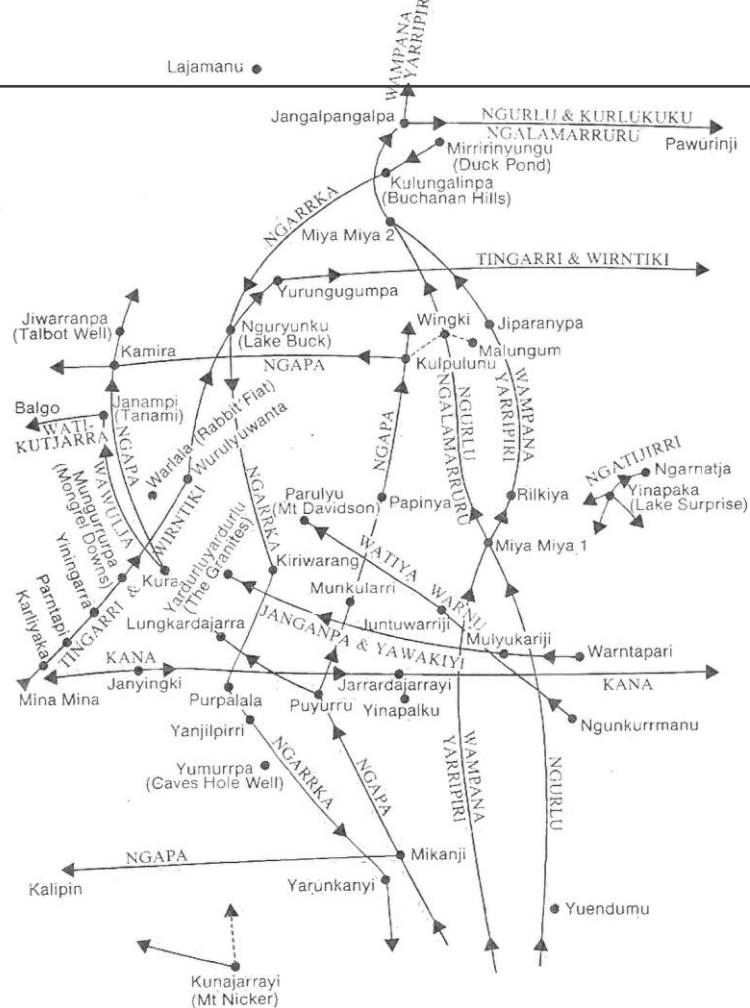 WAMPANA
YARRIPIRI
Lajamanu
Jangalpangalpa
NGURLU & KURLUKUKU
NGALAMARRURU
Pawurinji
Mirririnyungu
(Duck Pond)
Kulungalinpa
(Buchanan Hills)
NGARRKA
Miya Miya 2
TINGARRI & WIRNTIKI
Yurungugumpa
Jiwarranpa
(Talbot Well)
Nguryunku
(Lake Buck)
Wingki
Jiparanypa
Malungum
Kamira
NGAPA
Kulpulunu
Janampi
(Tanami)
Balgo
WATI-
KUTJARRA
NGAPA
WAWULJA
Warlala (Rabbit Flat)
Wurulyuwanta
NGAPA
NGURLU
NGALAMARRURU
WAMPANA
YARRIPIRI
NGATIJIRRI
Ngarnatja
Yinapaka
(Lake Surprise)
Mungurrurpa
(Mongrel Downs)
NGARRKA
Parulyu
(Mt Davidson)
Papinya
Rilkiya
Miya Miya 1
Yiningarra
Parntapi
Karliyaka
TINGARRI & WIRNTIKI
Kura
Yardurluyardurlu
(The Granites)
Kiriwarang
WATIYA WARNU
Munkularri
Lungkardajarra
JANGANPA & YAWAKIYI
Juntuwarriji
Mulyukariji
Warntapari
KANA
Mina Mina
Janyingki
Purpalala
Puyurru
Jarrardajarrayi
KANA
Yinapalku
Yanjilpirri
Ngunkurrmanu
NGARRKA
NGAPA
WAMPANA
YARRIPIRI
NGURLU
Yumurrpa
(Caves Hole Well)
NGAPA
Kalipin
Mikanji
Yarunkanyi
Yuendumu
Kunajarrayi
(Mt Nicker)